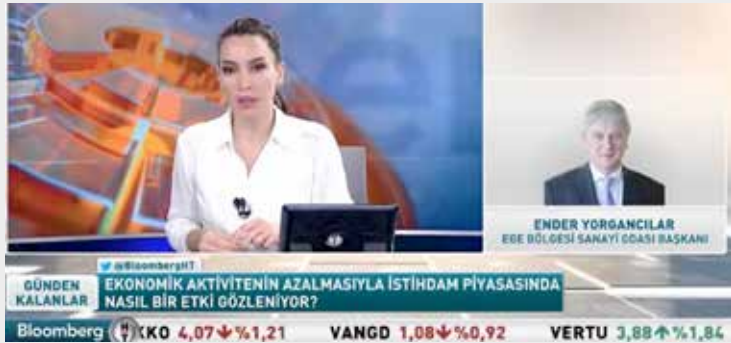 ENDER YORGANCILAR
EGE BÖLGESİ SANAYİ ODASI BAŞKANI
@BloombergHT
GÜNDEN KALANLAR
EKONOMİK AKTİVİTENİN AZALMASIYLA İSTİHDAM PİYASASINDA
NASIL BİR ETKİ GÖZLENİYOR?
Bloomberg HT KKO 4,07 %1,21 VANGD 1,08 %0,92 VERTU 3,88 %1,84